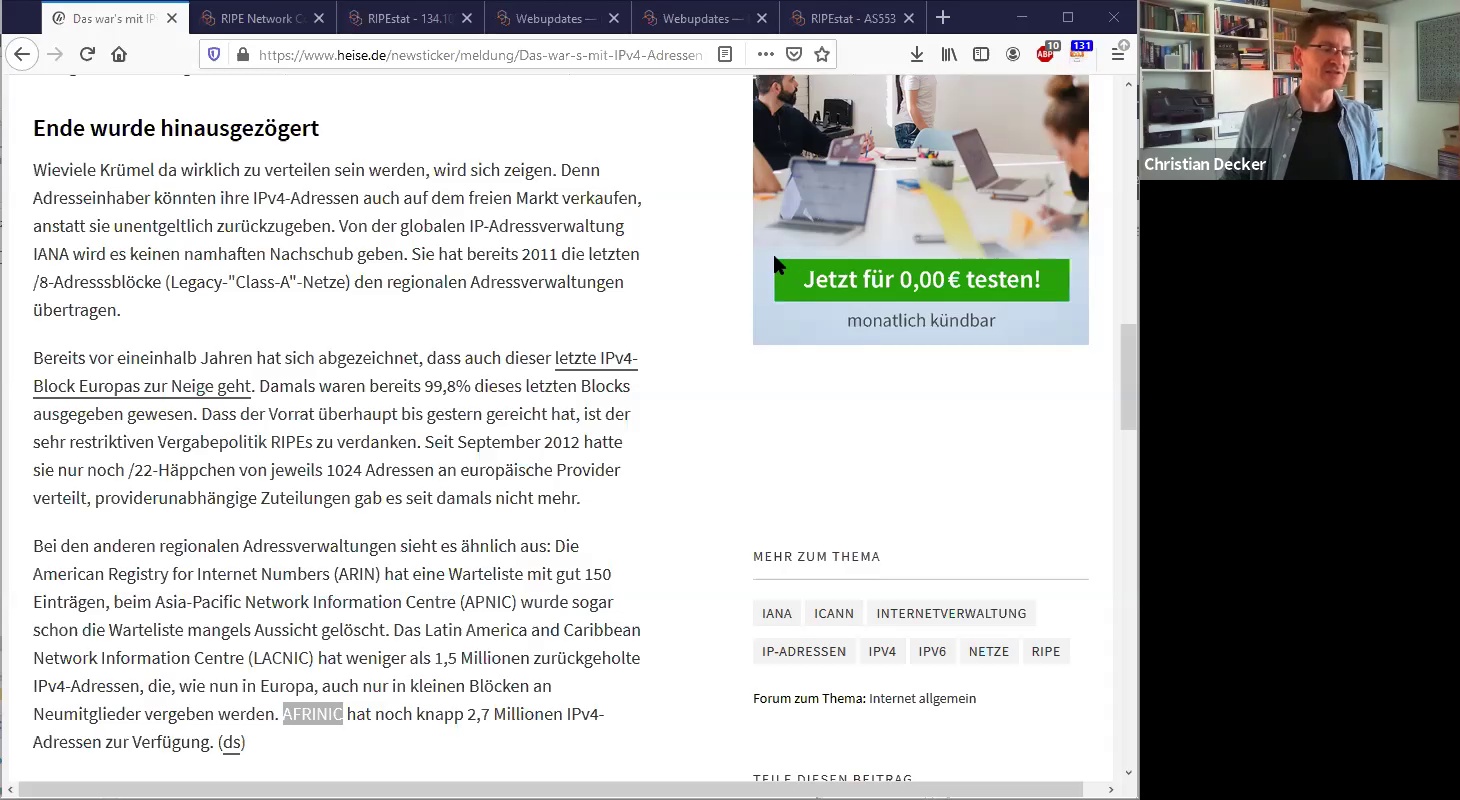 Das war's mit IP
RIPE Network C
RIPEstat - 134.10
Webupdates —
Webupdates —
RIPEstat - AS553
https://www.heise.de/newsticker/meldung/Das-war-s-mit-IPv4-Adressen
10
131
ABP
Ende wurde hinausgezögert
Wieviele Krümel da wirklich zu verteilen sein werden, wird sich zeigen. Denn
Adresseinhaber könnten ihre IPv4-Adressen auch auf dem freien Markt verkaufen,
anstatt sie unentgeltlich zurückzugeben. Von der globalen IP-Adressverwaltung
IANA wird es keinen namhaften Nachschub geben. Sie hat bereits 2011 die letzten
/8-Adresssblöcke (Legacy-"Class-A"-Netze) den regionalen Adressverwaltungen
übertragen.
Bereits vor eineinhalb Jahren hat sich abgezeichnet, dass auch dieser letzte IPv4-
Block Europas zur Neige geht. Damals waren bereits 99,8% dieses letzten Blocks
ausgegeben gewesen. Dass der Vorrat überhaupt bis gestern gereicht hat, ist der
sehr restriktiven Vergabepolitik RIPEs zu verdanken. Seit September 2012 hatte
sie nur noch /22-Häppchen von jeweils 1024 Adressen an europäische Provider
verteilt, providerunabhängige Zuteilungen gab es seit damals nicht mehr.
Bei den anderen regionalen Adressverwaltungen sieht es ähnlich aus: Die
American Registry for Internet Numbers (ARIN) hat eine Warteliste mit gut 150
Einträgen, beim Asia-Pacific Network Information Centre (APNIC) wurde sogar
schon die Warteliste mangels Aussicht gelöscht. Das Latin America and Caribbean
Network Information Centre (LACNIC) hat weniger als 1,5 Millionen zurückgeholte
IPv4-Adressen, die, wie nun in Europa, auch nur in kleinen Blöcken an
Neumitglieder vergeben werden. AFRINIC hat noch knapp 2,7 Millionen IPv4-
Adressen zur Verfügung. (ds)
Jetzt für 0,00 € testen!
monatlich kündbar
MEHR ZUM THEMA
IANA ICANN INTERNETVERWALTUNG
IP-ADRESSEN IPV4 IPV6 NETZE RIPE
Forum zum Thema: Internet allgemein
TEILE DIESEN BEITRAG
Christian Decker